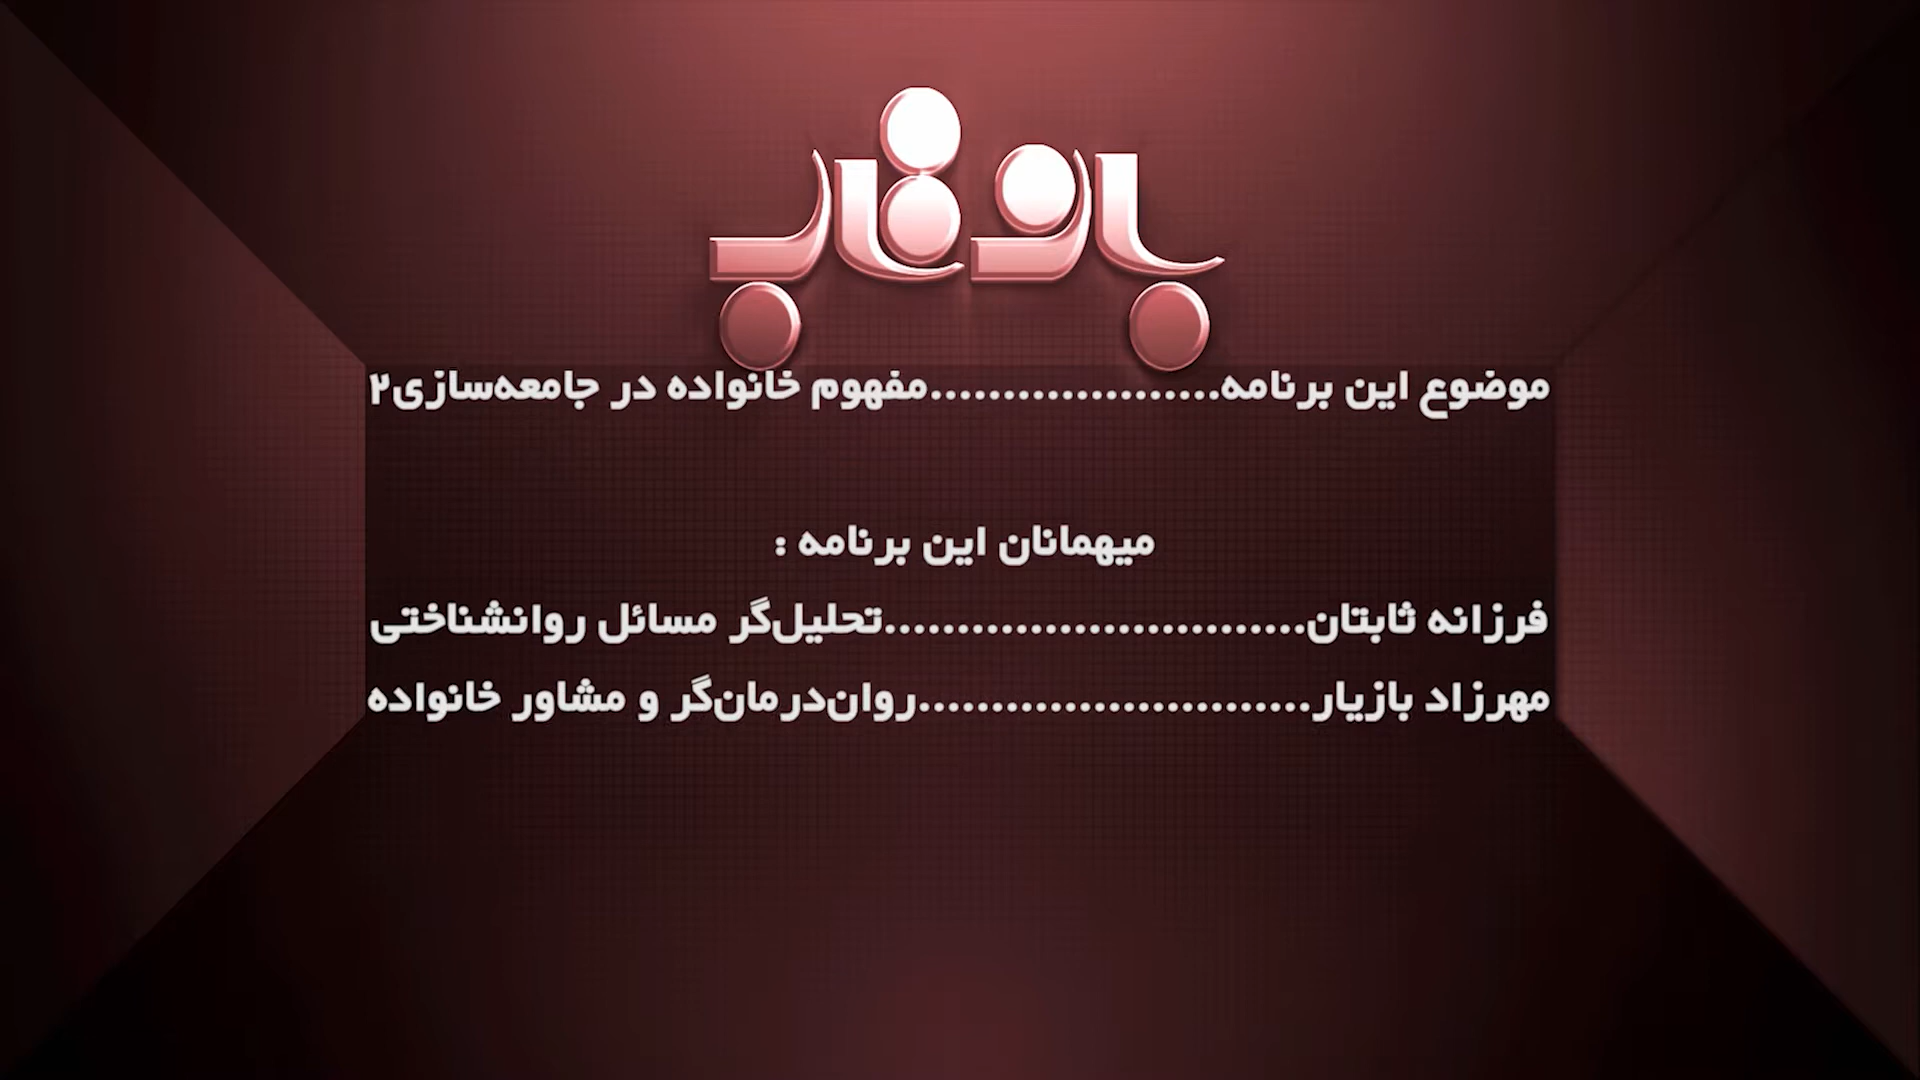 بازتاب
موضوع این برنامه....................مفهوم خانواده در جامعه‌سازی۲
میهمانان این برنامه :
فرزانه ثابتان.............................تحلیل‌گر مسائل روانشناختی
مهرزاد بازیار...........................روان‌درمان‌گر و مشاور خانواده